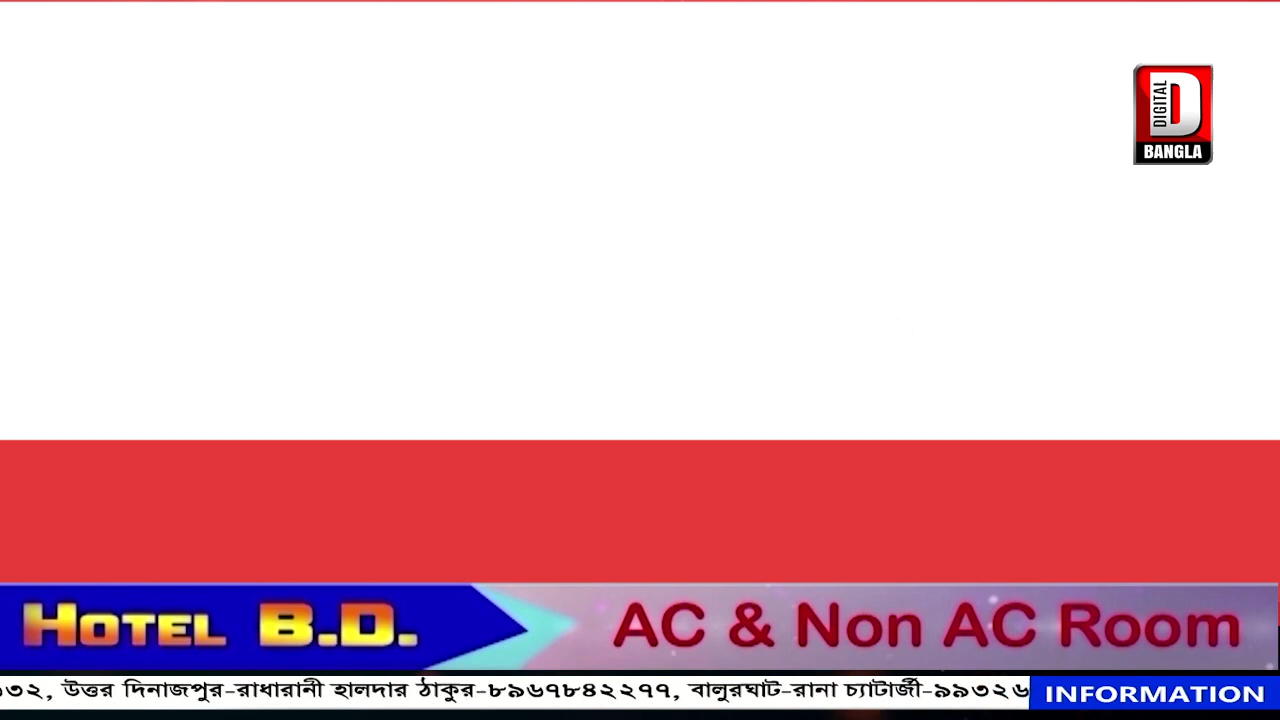 DIGITAL
D
BANGLA
HOTEL B.D.
AC & Non AC Room
৩২, উত্তর দিনাজপুর-রাধারানী হালদার ঠাকুর-৮৯৬৭৮৪২২৭৭, বালুরঘাট-রানা চ্যাটার্জী-৯৯৩২৬
INFORMATION